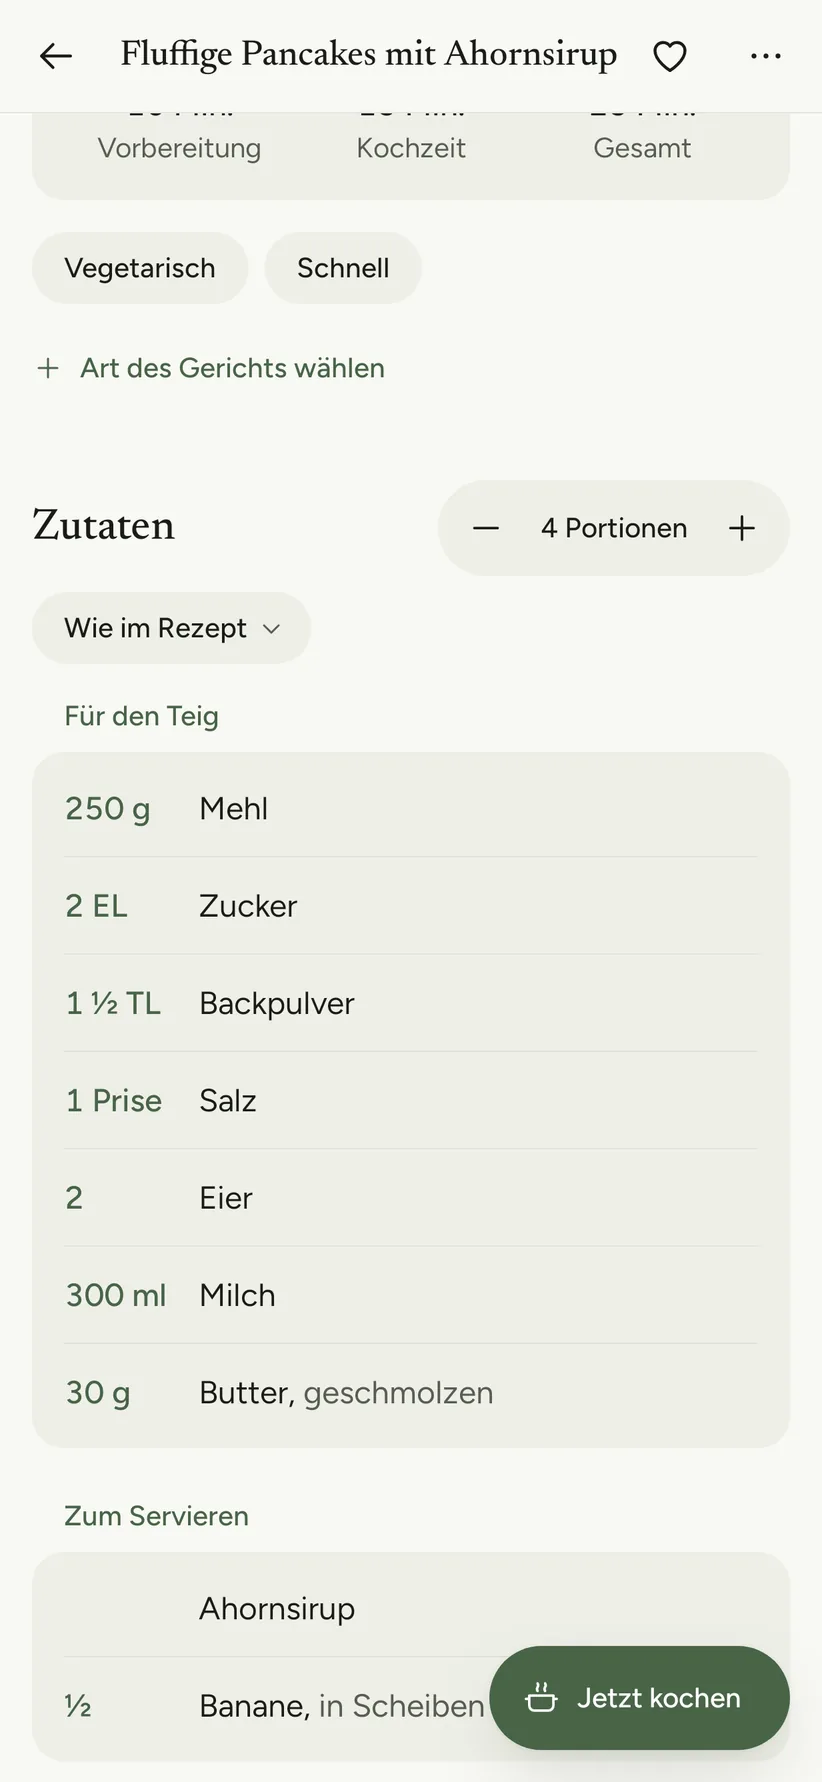 Fluffige Pancakes mit Ahornsirup
Vorbereitung Kochzeit Gesamt
Vegetarisch Schnell
Art des Gerichts wählen
Zutaten
4 Portionen
Wie im Rezept
Für den Teig
250 g Mehl
2 EL Zucker
1 ½ TL Backpulver
1 Prise Salz
2 Eier
300 ml Milch
30 g Butter, geschmolzen
Zum Servieren
Ahornsirup
½ Banane, in Scheiben
Jetzt kochen